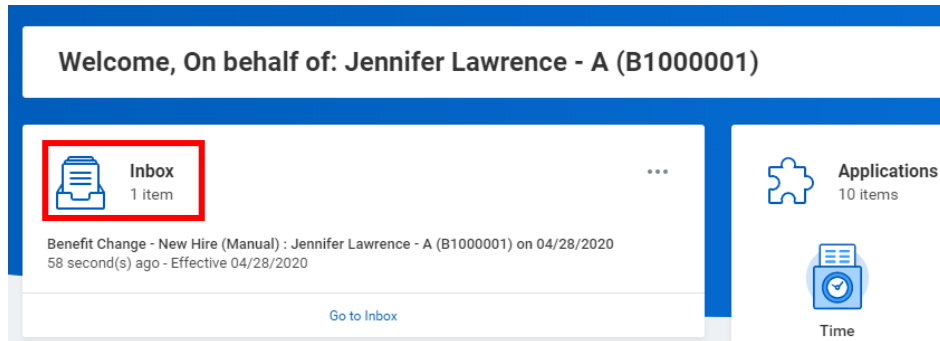 Welcome, On behalf of: Jennifer Lawrence - A (B1000001)
Inbox
1 item
Benefit Change - New Hire (Manual) : Jennifer Lawrence - A (B1000001) on 04/28/2020
58 second(s) ago - Effective 04/28/2020
Go to Inbox
Applications
10 items
Time